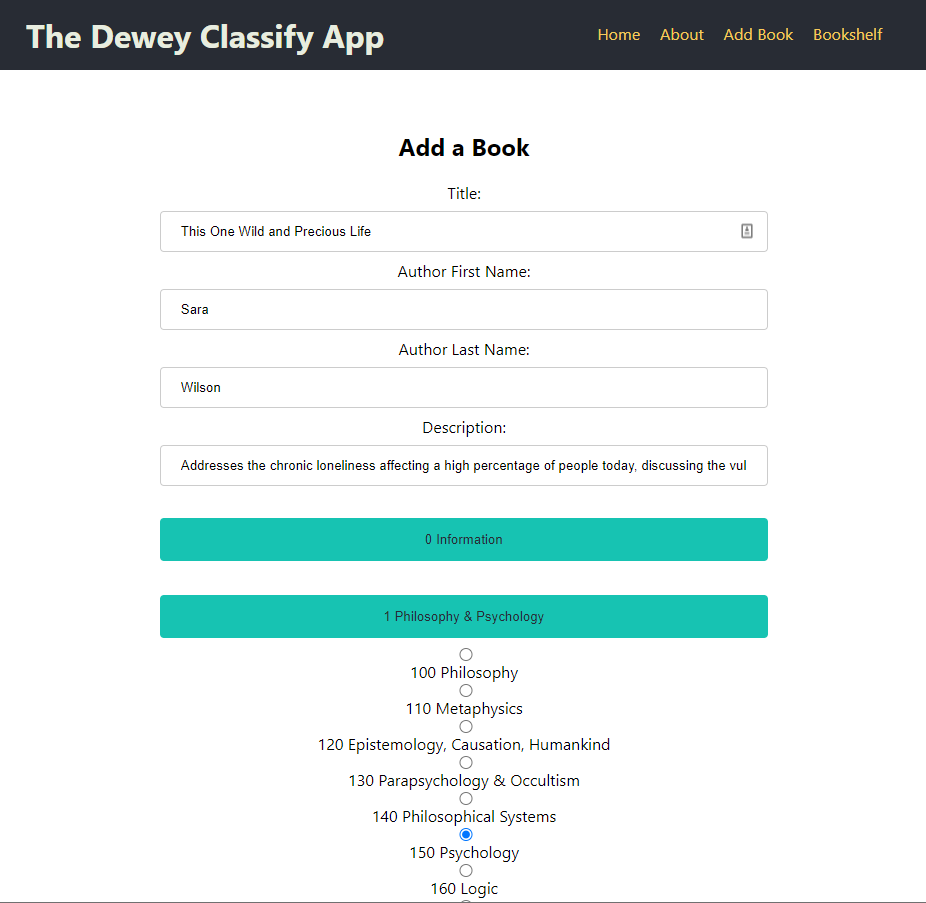 The Dewey Classify App
Home About Add Book Bookshelf
Add a Book
Title:
This One Wild and Precious Life
Author First Name:
Sara
Author Last Name:
Wilson
Description:
Addresses the chronic loneliness affecting a high percentage of people today, discussing the vul
0 Information
1 Philosophy & Psychology
100 Philosophy
110 Metaphysics
120 Epistemology, Causation, Humankind
130 Parapsychology & Occultism
140 Philosophical Systems
150 Psychology
160 Logic